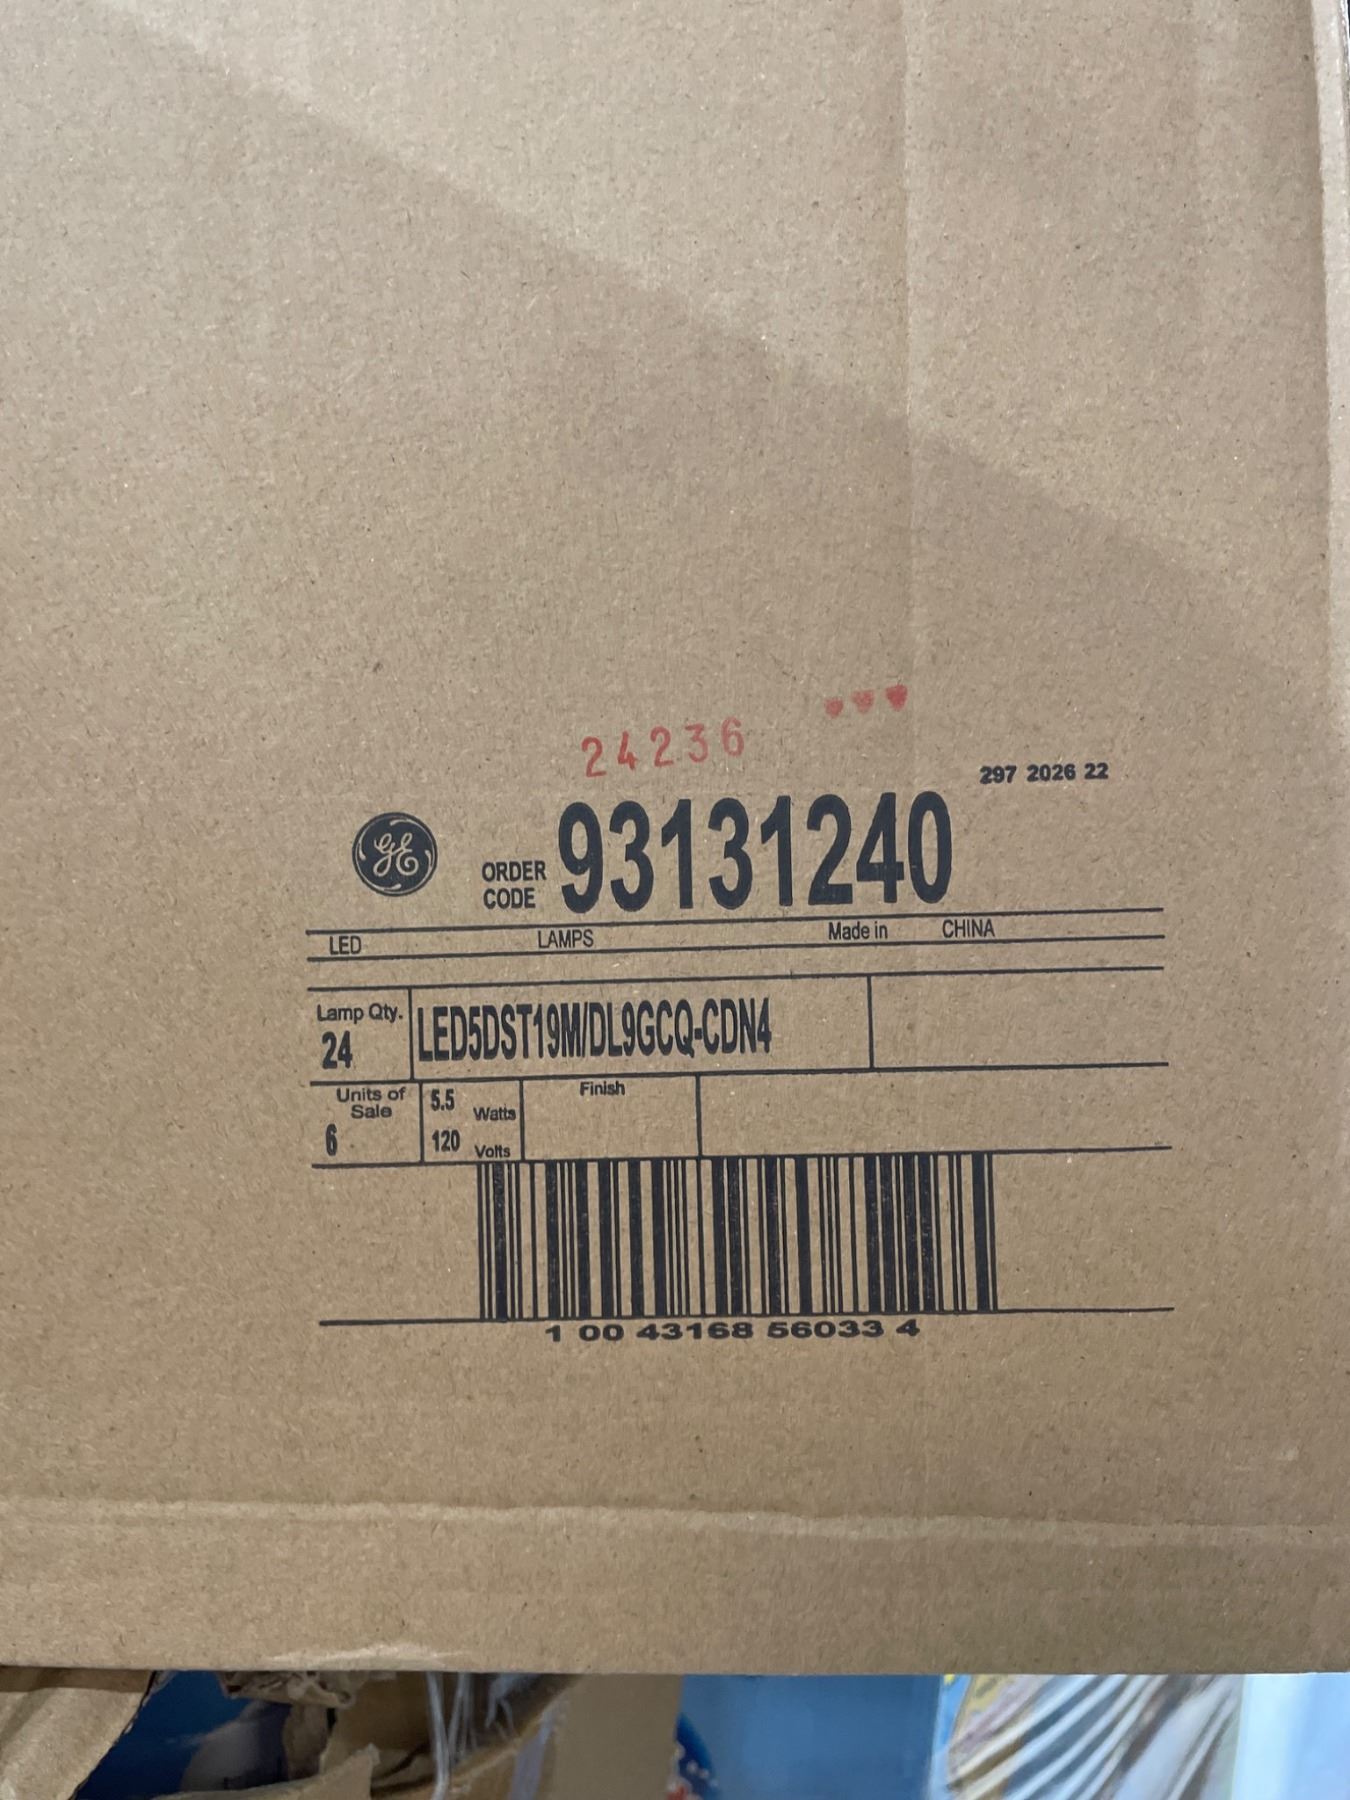 24236 ♥♥♥
297 2026 22
GE
ORDER CODE 93131240
LED LAMPS Made in CHINA
Lamp Qty. 24
LED5DST19M/DL9GCQ-CDN4
Units of Sale 6
5.5 Watts
120 Volts
Finish
1 00 43168 56033 4